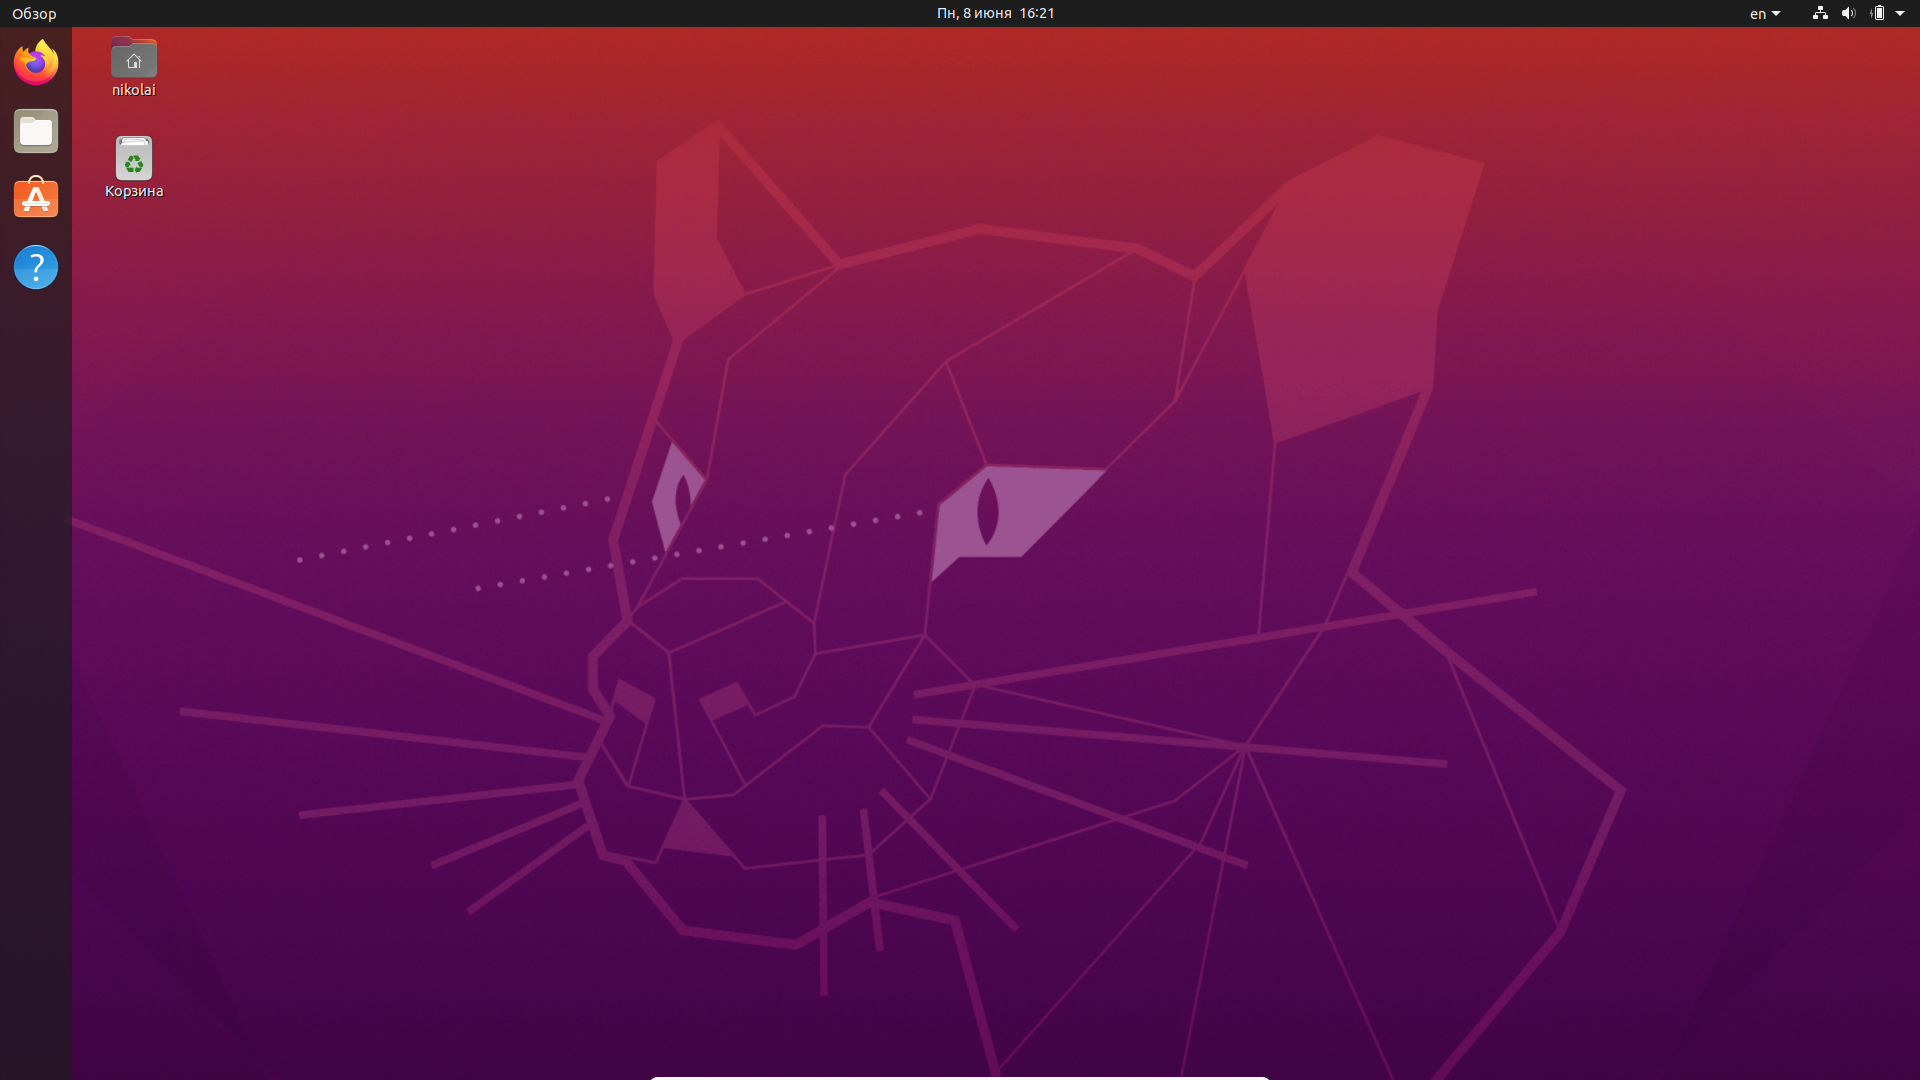 Обзор
Пн, 8 июня 16:21
en
nikolai
Корзина